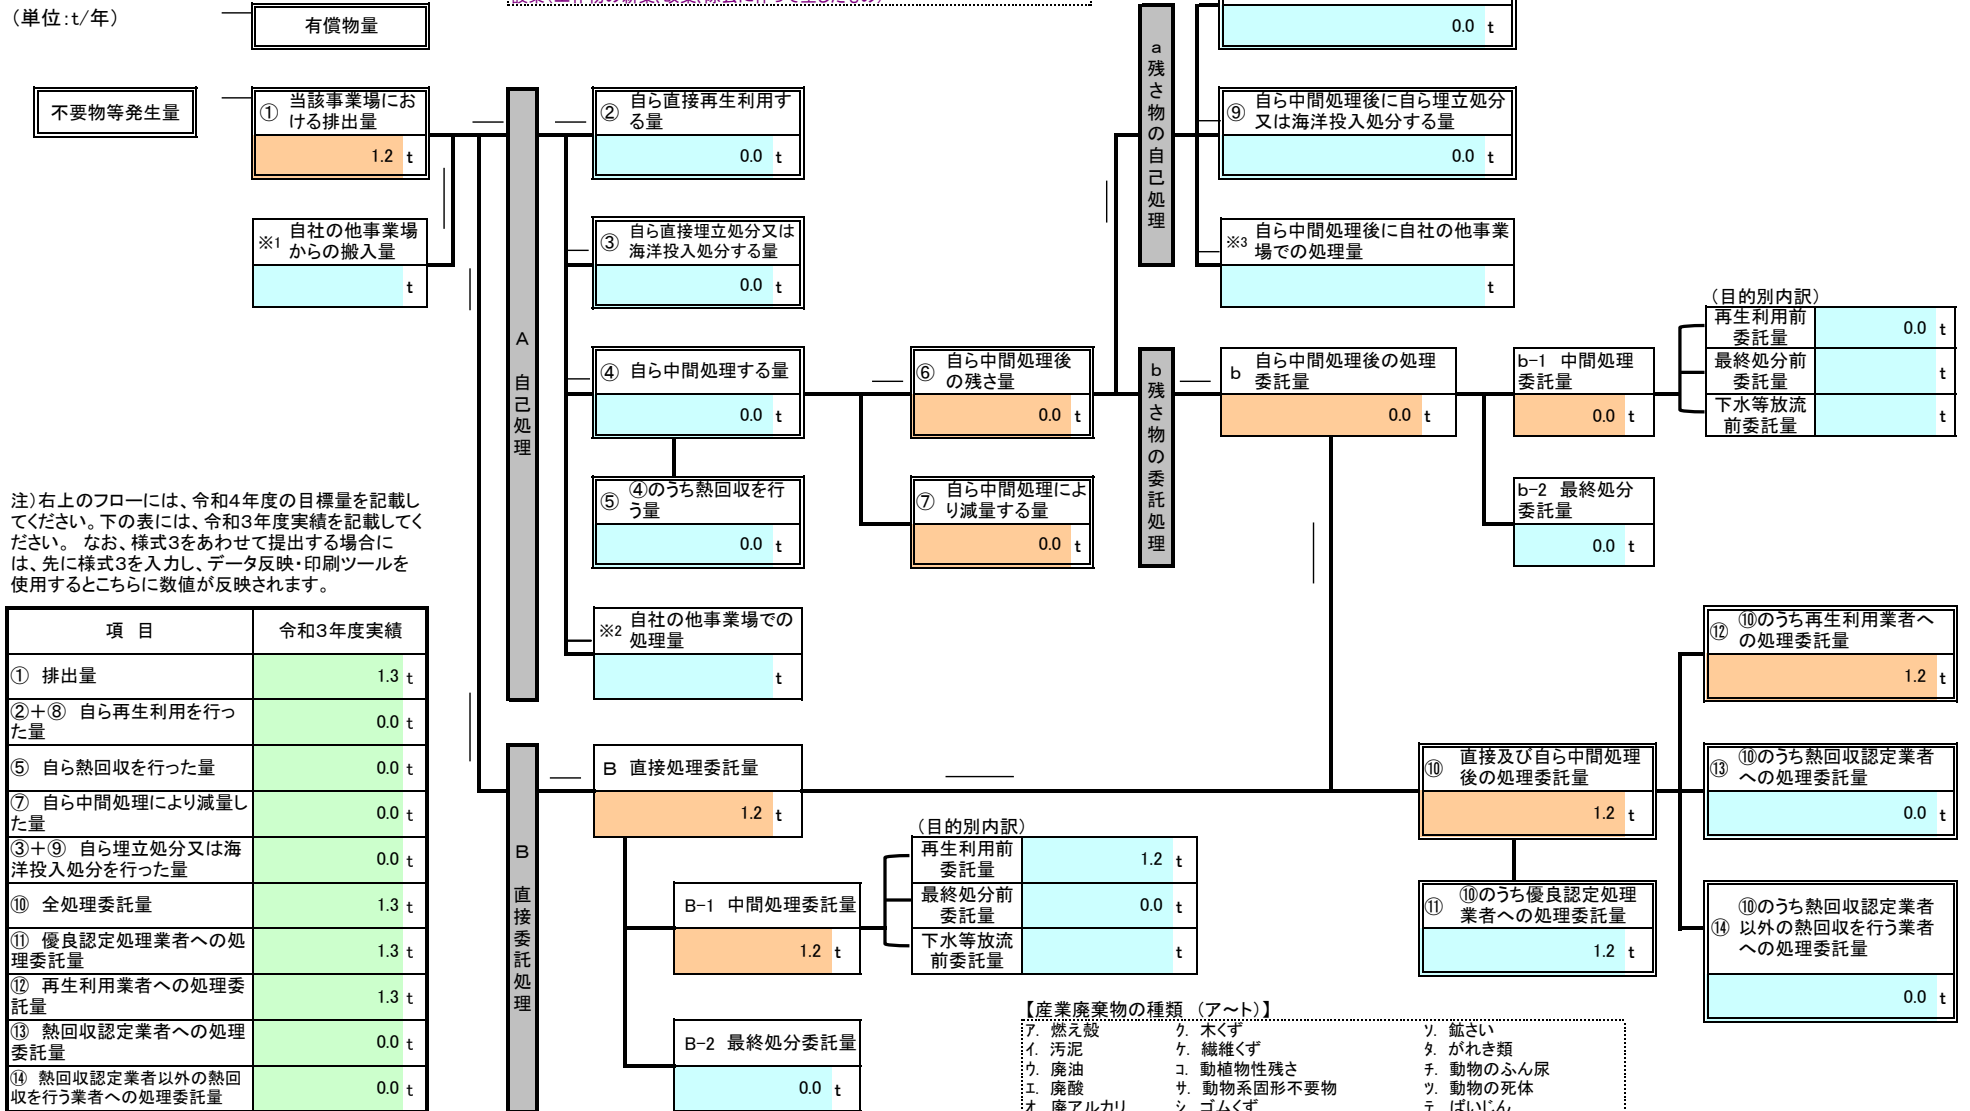 (単位:t/年)
有償物量
不要物等発生量
① 当該事業場にお
ける排出量
1.2 t
※1 自社の他事業場
からの搬入量
t
A 自己処理
② 自ら直接再生利用す
る量
0.0 t
③ 自ら直接埋立処分又は
海洋投入処分する量
0.0 t
④ 自ら中間処理する量
0.0 t
⑤ ④のうち熱回収を行
う量
0.0 t
※2 自社の他事業場での
処理量
t
⑥ 自ら中間処理後
の残さ量
0.0 t
⑦ 自ら中間処理によ
り減量する量
0.0 t
a 残さ物の自己処理
0.0 t
⑨ 自ら中間処理後に自ら埋立処分
又は海洋投入処分する量
0.0 t
※3 自ら中間処理後に自社の他事業
場での処理量
t
b 残さ物の委託処理
b 自ら中間処理後の処理
委託量
0.0 t
b-1 中間処理
委託量
0.0 t
(目的別内訳)
再生利用前
委託量
0.0 t
最終処分前
委託量
t
下水等放流
前委託量
t
b-2 最終処分
委託量
0.0 t
注)右上のフローには、令和4年度の目標量を記載し
てください。下の表には、令和3年度実績を記載してく
ださい。 なお、様式3をあわせて提出する場合に
は、先に様式3を入力し、データ反映・印刷ツールを
使用するとこちらに数値が反映されます。
項 目 令和3年度実績
① 排出量 1.3 t
②+⑧ 自ら再生利用を行っ
た量 0.0 t
⑤ 自ら熱回収を行った量 0.0 t
⑦ 自ら中間処理により減量し
た量 0.0 t
③+⑨ 自ら埋立処分又は海
洋投入処分を行った量 0.0 t
⑩ 全処理委託量 1.3 t
⑪ 優良認定処理業者への処
理委託量 1.3 t
⑫ 再生利用業者への処理委
託量 1.3 t
⑬ 熱回収認定業者への処理
委託量 0.0 t
⑭ 熱回収認定業者以外の熱回
収を行う業者への処理委託量 0.0 t
B 直接委託処理
B 直接処理委託量
1.2 t
B-1 中間処理委託量
1.2 t
(目的別内訳)
再生利用前
委託量
1.2 t
最終処分前
委託量
0.0 t
下水等放流
前委託量
t
B-2 最終処分委託量
0.0 t
⑩ 直接及び自ら中間処理
後の処理委託量
1.2 t
⑪ ⑩のうち優良認定処理
業者への処理委託量
1.2 t
⑫ ⑩のうち再生利用業者へ
の処理委託量
1.2 t
⑬ ⑩のうち熱回収認定業者
への処理委託量
0.0 t
⑭ ⑩のうち熱回収認定業者
以外の熱回収を行う業者
への処理委託量
0.0 t
【産業廃棄物の種類 (ア～ト)】
ア. 燃え殻 ク. 木くず ソ. 鉱さい
イ. 汚泥 ケ. 繊維くず タ. がれき類
ウ. 廃油 コ. 動植物性残さ チ. 動物のふん尿
エ. 廃酸 サ. 動物系固形不要物 ツ. 動物の死体
オ. 廃アルカリ シ. ゴムくず テ. ばいじん